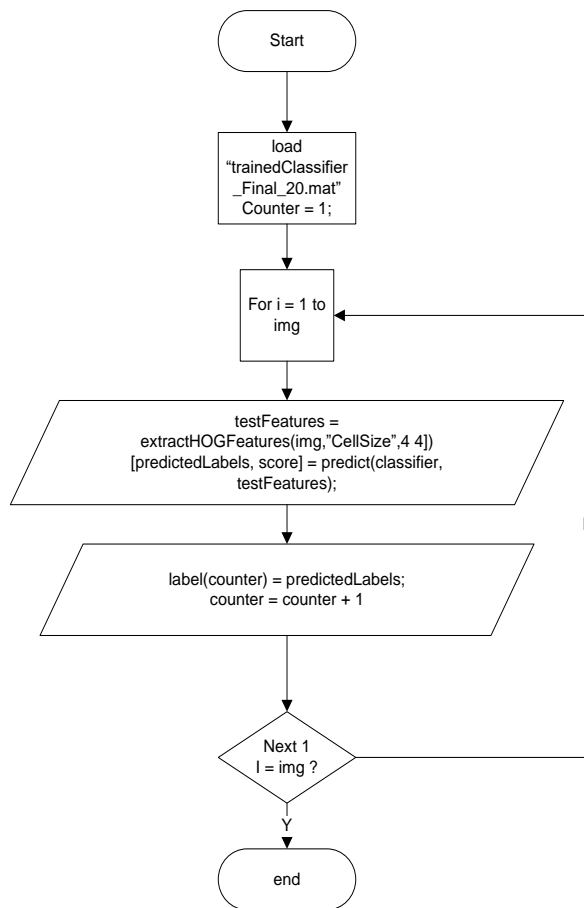 Start
load
“trainedClassifier
_Final_20.mat”
Counter = 1;
For i = 1 to
img
testFeatures =
extractHOGFeatures(img,”CellSize”,4 4])
[predictedLabels, score] = predict(classifier,
testFeatures);
label(counter) = predictedLabels;
counter = counter + 1
Next 1
I = img ?
Y
end